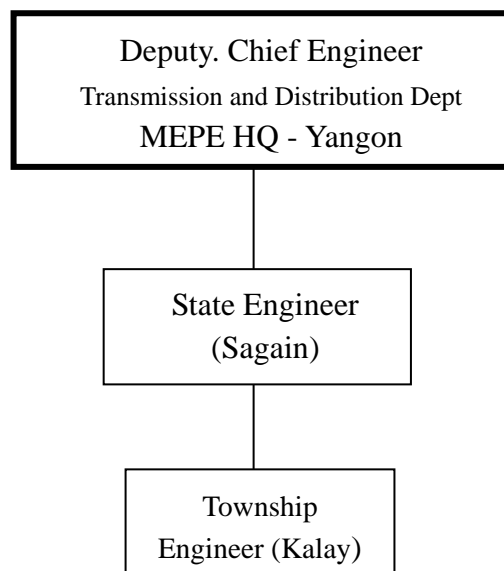 Deputy. Chief Engineer
Transmission and Distribution Dept
MEPE HQ - Yangon
State Engineer
(Sagain)
Township
Engineer (Kalay)